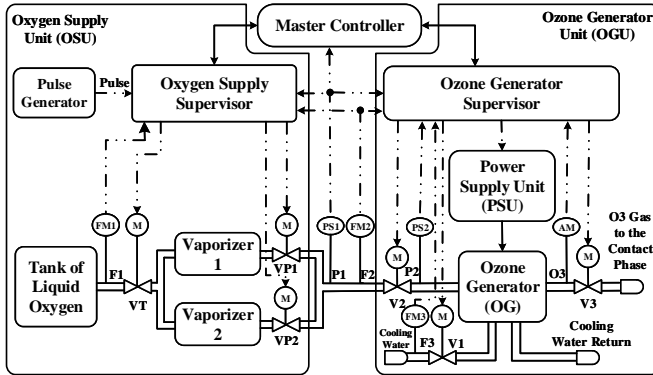 Oxygen Supply
Unit (OSU)
Master Controller
Ozone Generator
Unit (OGU)
Pulse
Generator
Pulse
Oxygen Supply
Supervisor
Ozone Generator
Supervisor
Power
Supply Unit
(PSU)
FM1
M
M
PS1
FM2
M
PS2
AM
M
O3 Gas
to the
Contact
Phase
Tank of
Liquid
Oxygen
F1
VT
Vaporizer
1
VP1
M
Vaporizer
2
VP2
P1
F2
V2
P2
Ozone
Generator
(OG)
O3
V3
FM3
M
Cooling
Water
F3
V1
Cooling
Water Return